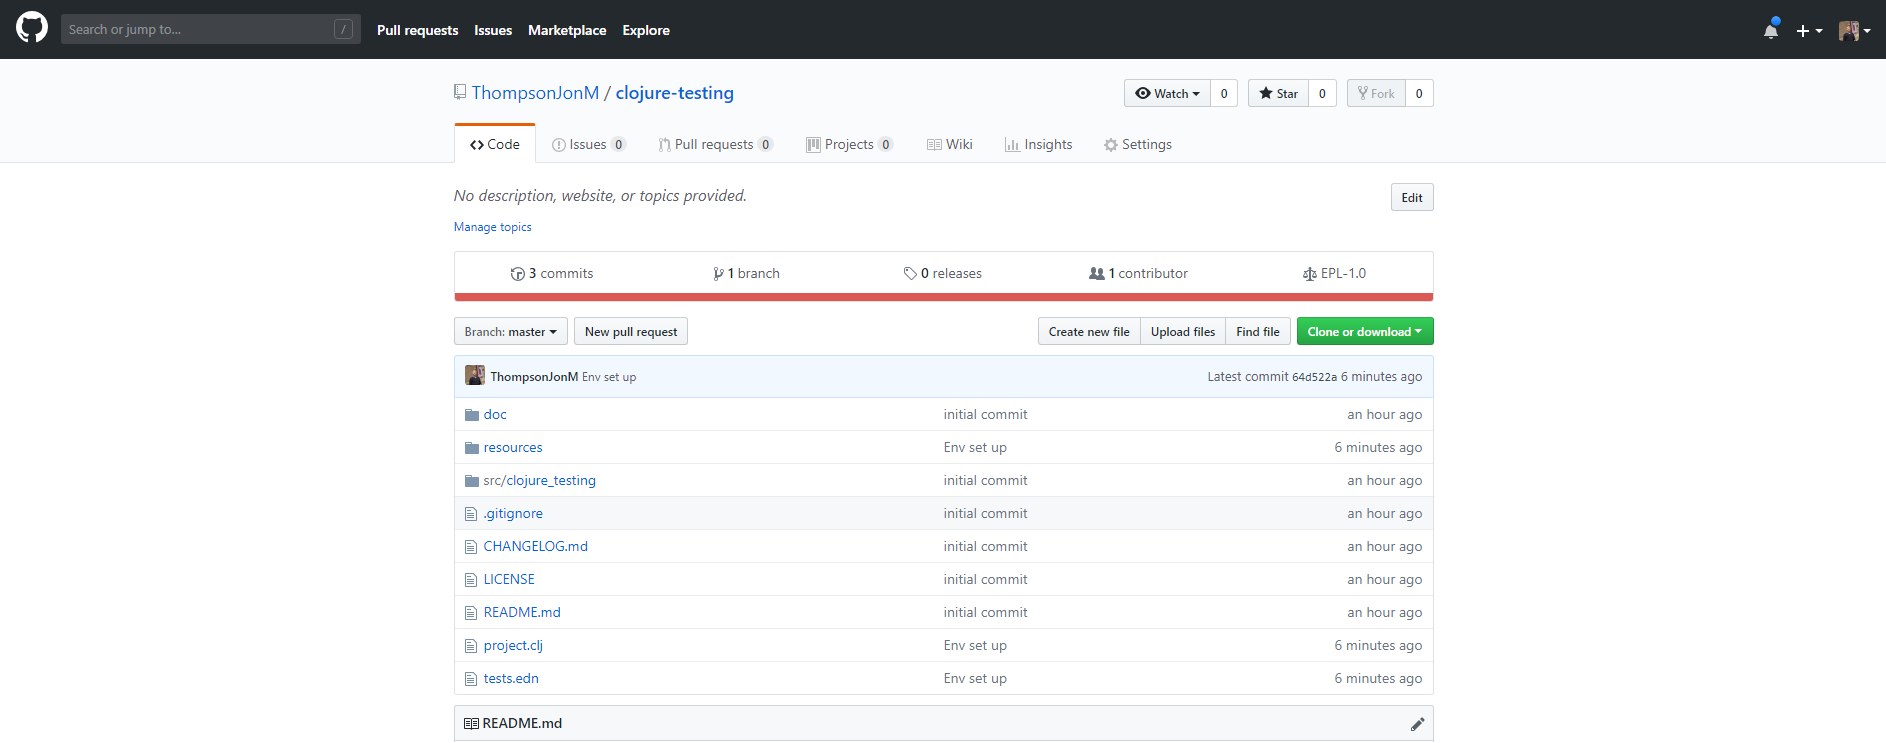 Search or jump to... /
Pull requests Issues Marketplace Explore
ThompsonJonM / clojure-testing
Watch 0 Star 0 Fork 0
Code Issues 0 Pull requests 0 Projects 0 Wiki Insights Settings
No description, website, or topics provided.
Edit
Manage topics
3 commits 1 branch 0 releases 1 contributor EPL-1.0
Branch: master New pull request Create new file Upload files Find file Clone or download
ThompsonJonM Env set up Latest commit 64d522a 6 minutes ago
doc initial commit an hour ago
resources Env set up 6 minutes ago
src/clojure_testing initial commit an hour ago
.gitignore initial commit an hour ago
CHANGELOG.md initial commit an hour ago
LICENSE initial commit an hour ago
README.md initial commit an hour ago
project.clj Env set up 6 minutes ago
tests.edn Env set up 6 minutes ago
README.md